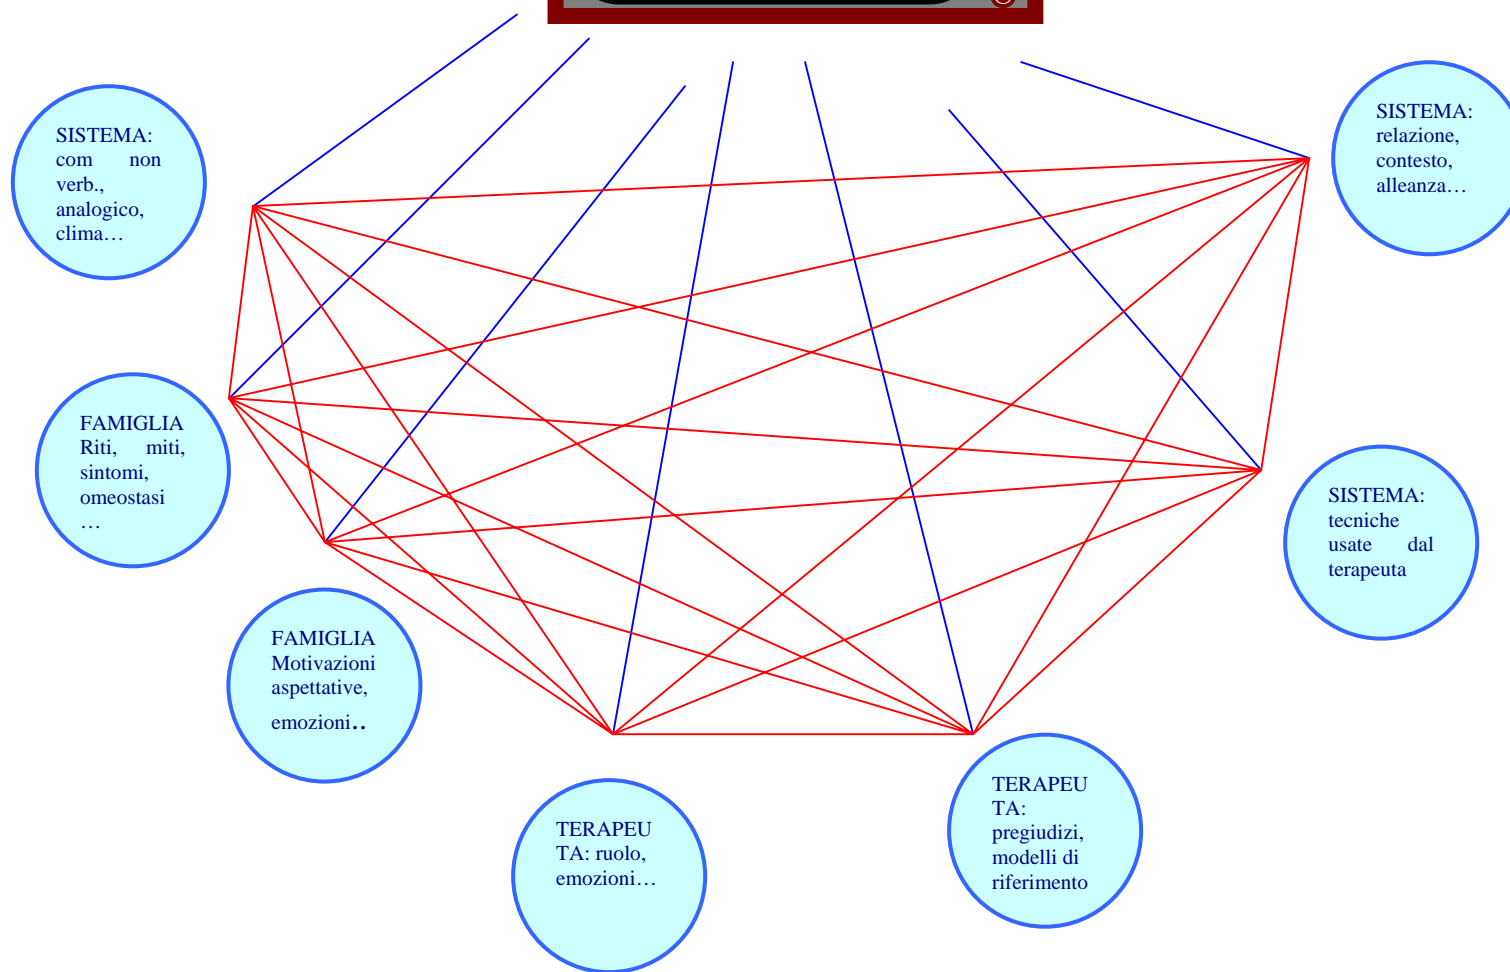 SISTEMA:
com non
verb.,
analogico,
clima…
SISTEMA:
relazione,
contesto,
alleanza…
FAMIGLIA
Riti, miti,
sintomi,
omeostasi
…
SISTEMA:
tecniche
usate dal
terapeuta
FAMIGLIA
Motivazioni
aspettative,
emozioni..
TERAPEU
TA: ruolo,
emozioni…
TERAPEU
TA:
pregiudizi,
modelli di
riferimento